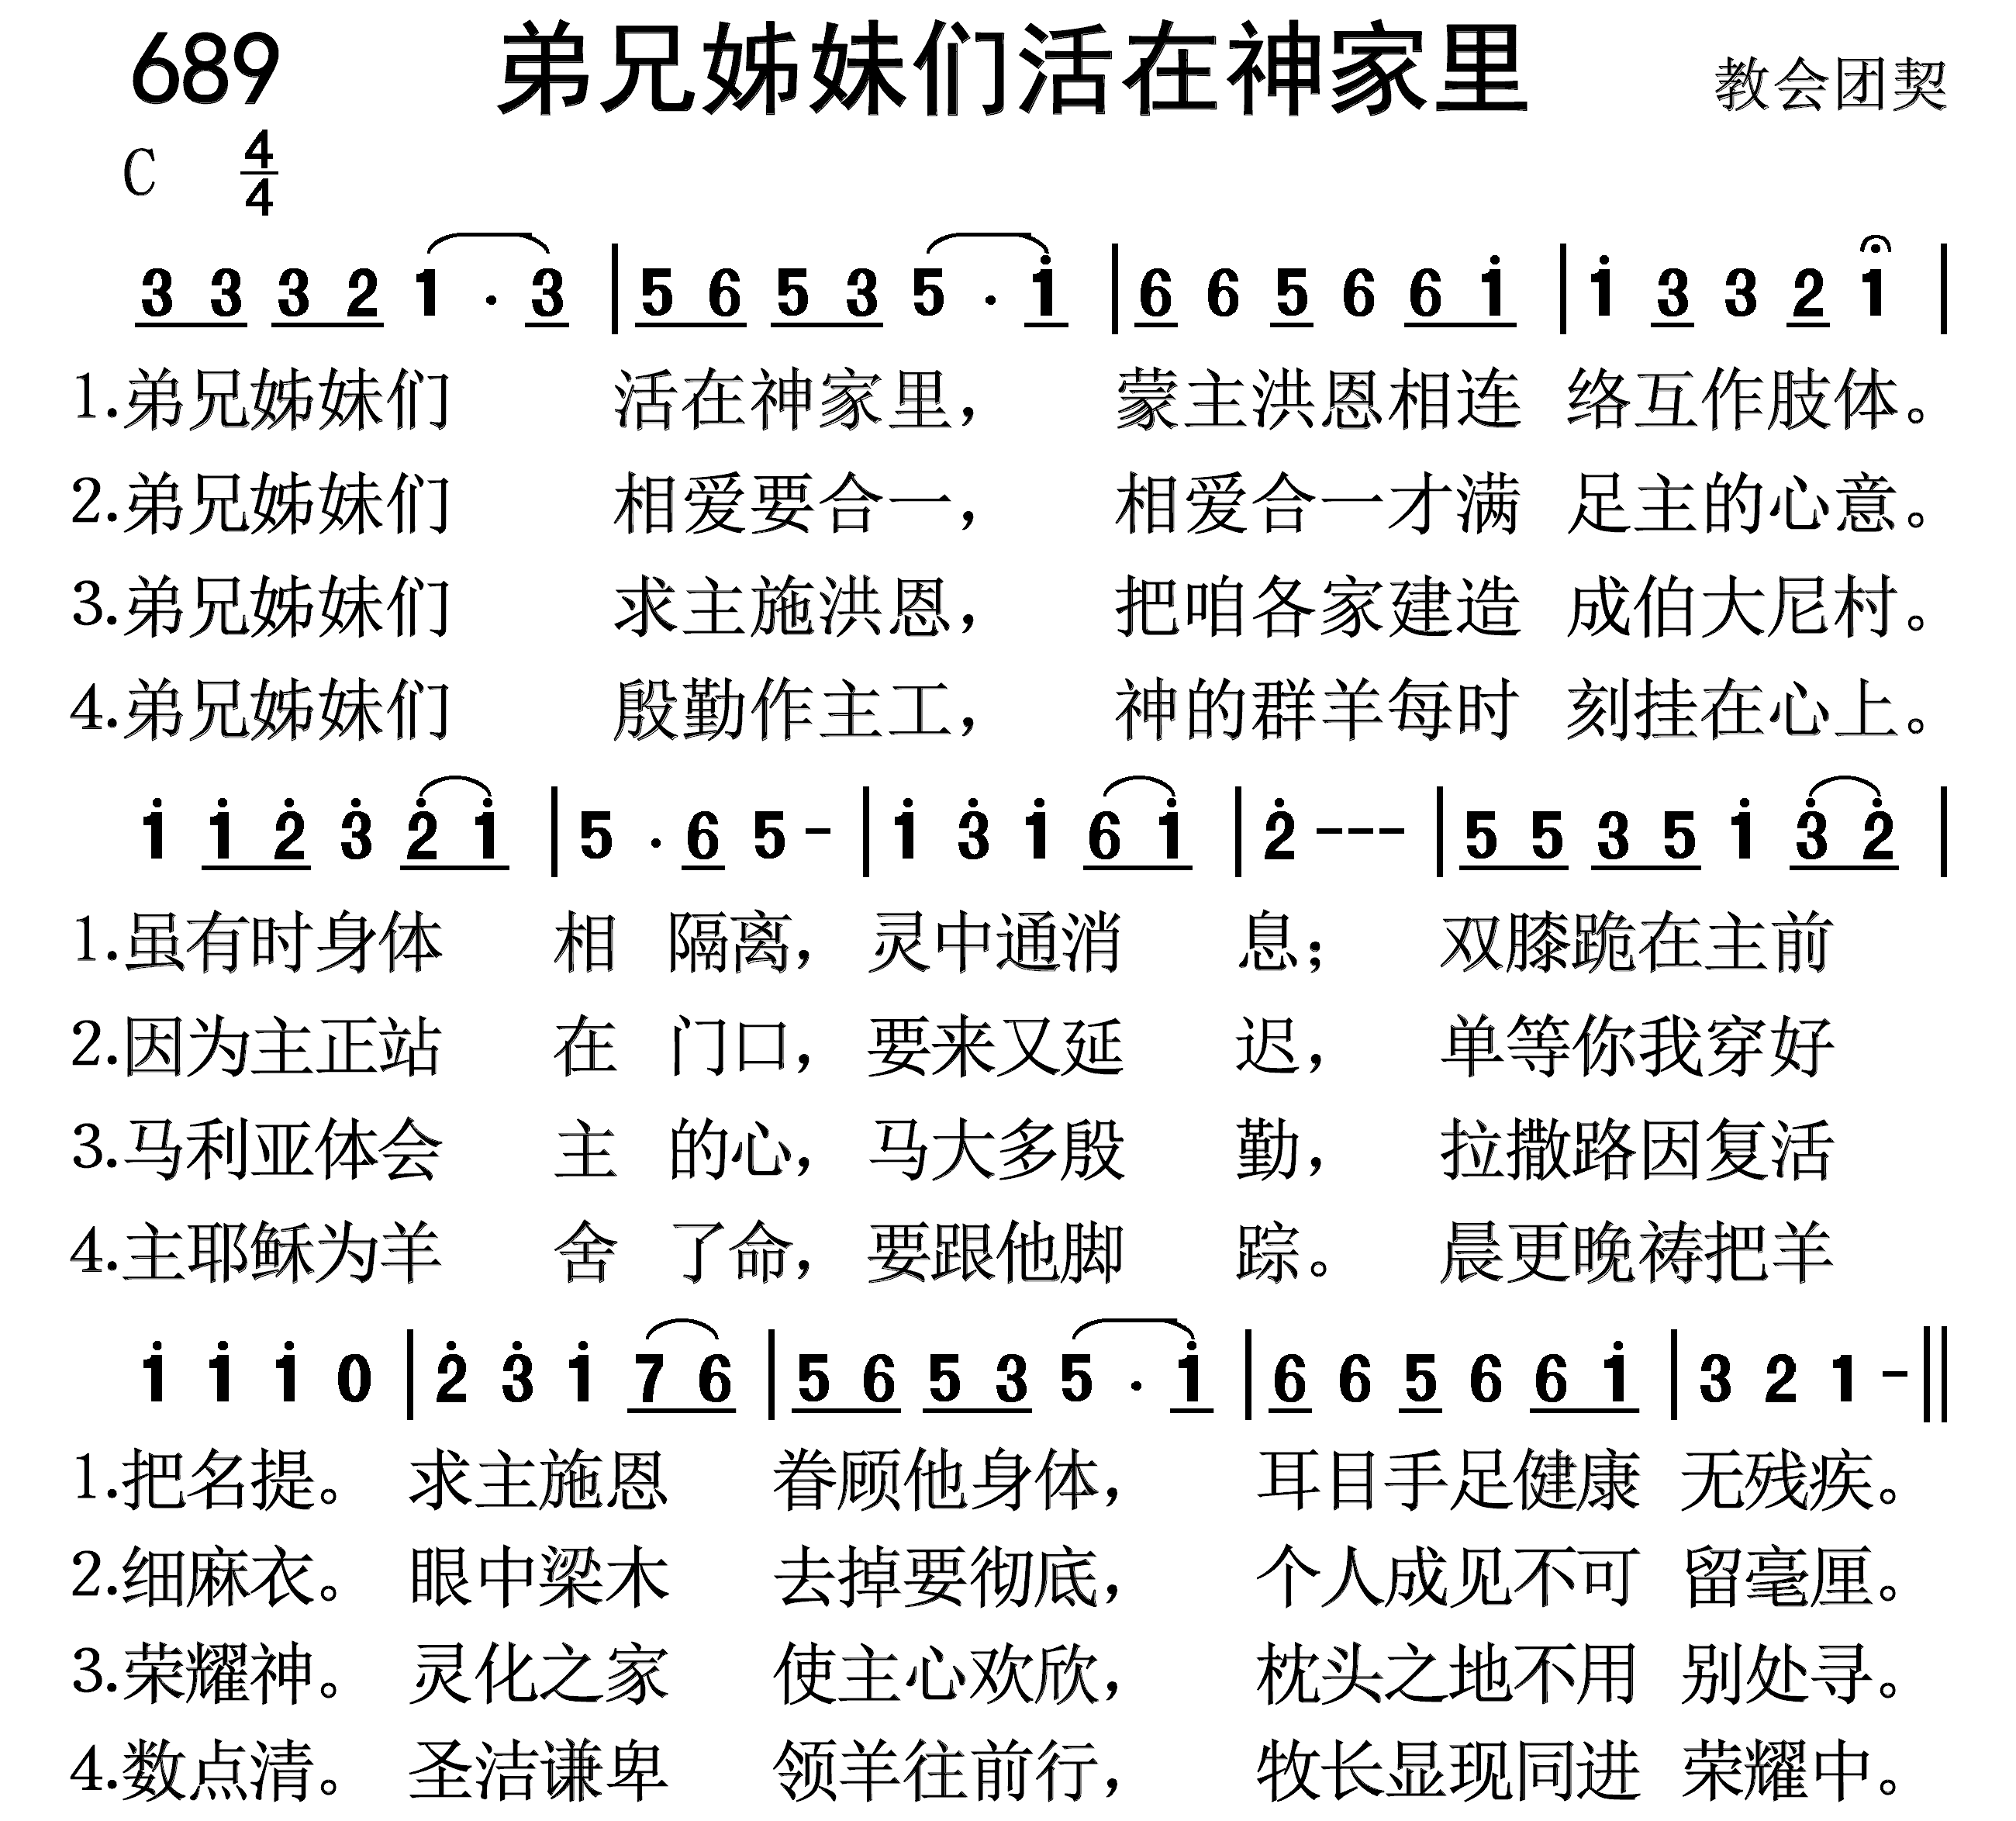 689 弟兄姊妹们活在神家里 教会团契
C 4/4
3 3 3 2 1 . 3 | 5 6 5 3 5 . i | 6 6 5 6 6 i | i 3 3 2 i |
1.弟兄姊妹们 活在神家里， 蒙主洪恩相连 络互作肢体。
2.弟兄姊妹们 相爱要合一， 相爱合一才满 足主的心意。
3.弟兄姊妹们 求主施洪恩， 把咱各家建造 成伯大尼村。
4.弟兄姊妹们 殷勤作主工， 神的群羊每时 刻挂在心上。
i i 2̇ 3̇ 2̇ i | 5 . 6 5 - | i 3̇ i 6 i | 2̇ - - - | 5 5 3 5 i 3̇ 2̇ |
1.虽有时身体 相 隔离， 灵中通消 息； 双膝跪在主前
2.因为主正站 在 门口， 要来又延 迟， 单等你我穿好
3.马利亚体会 主 的心， 马大多殷 勤， 拉撒路因复活
4.主耶稣为羊 舍 了命， 要跟他脚 踪。 晨更晚祷把羊
i i i 0 | 2̇ 3̇ i 7 6 | 5 6 5 3 5 . i | 6 6 5 6 6 i | 3 2 1 - ||
1.把名提。 求主施恩 眷顾他身体， 耳目手足健康 无残疾。
2.细麻衣。 眼中梁木 去掉要彻底， 个人成见不可 留毫厘。
3.荣耀神。 灵化之家 使主心欢欣， 枕头之地不用 别处寻。
4.数点清。 圣洁谦卑 领羊往前行， 牧长显现同进 荣耀中。